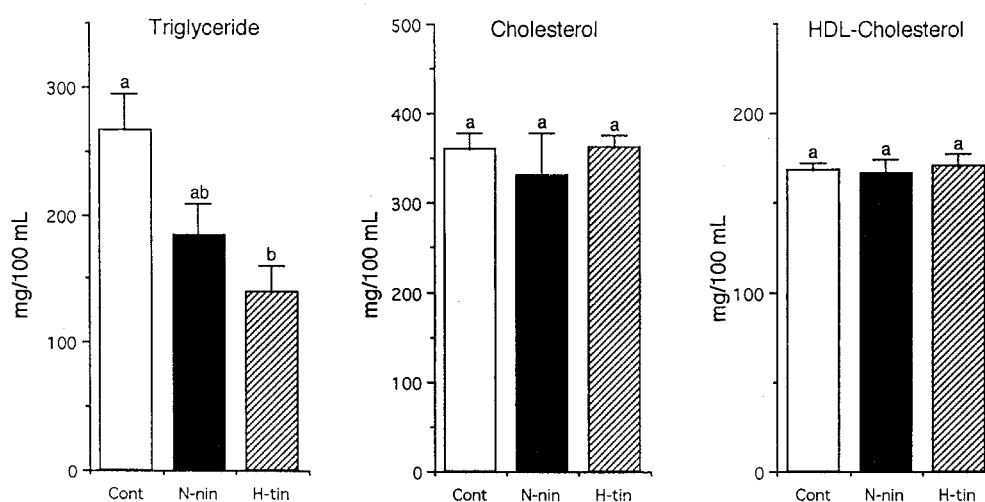 Triglyceride
300
200
100
0
mg/100 mL
a
ab
b
Cont N-nin H-tin
Cholesterol
500
400
300
200
100
0
mg/100 mL
a a a
Cont N-nin H-tin
HDL-Cholesterol
200
100
0
mg/100 mL
a a a
Cont N-nin H-tin